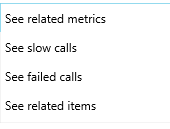 See related metrics
See slow calls
See failed calls
See related items